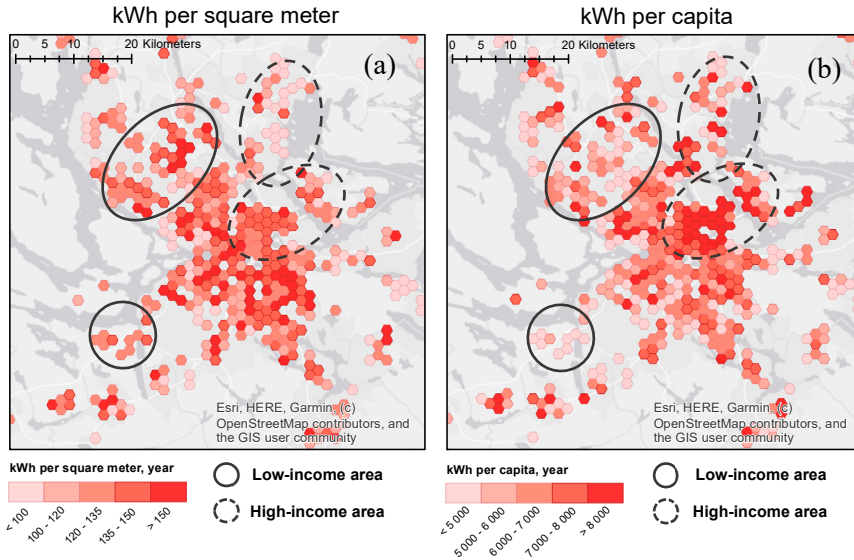 kWh per square meter
kWh per capita
0 5 10 20 Kilometers
(a)
0 5 10 20 Kilometers
(b)
Esri, HERE, Garmin, (c)
OpenStreetMap contributors, and
the GIS user community
Esri, HERE, Garmin, (c)
OpenStreetMap contributors, and
the GIS user community
kWh per square meter, year
< 100
100 - 120
120 - 135
135 - 150
> 150
Low-income area
High-income area
kWh per capita, year
< 5 000
5 000 - 6 000
6 000 - 7 000
7 000 - 8 000
> 8 000
Low-income area
High-income area